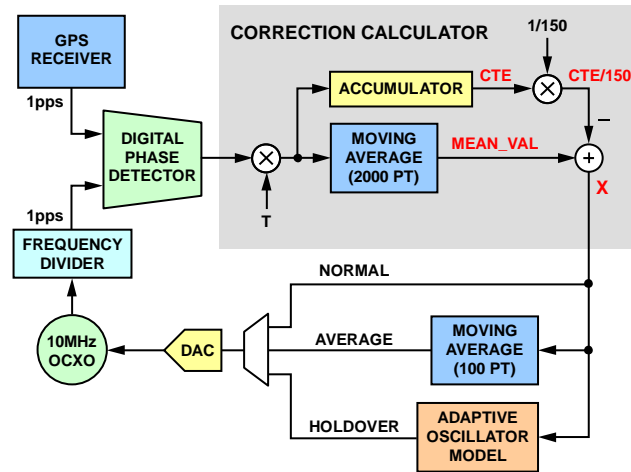 GPS
RECEIVER
1pps
DIGITAL
PHASE
DETECTOR
1pps
FREQUENCY
DIVIDER
10MHz
OCXO
CORRECTION CALCULATOR
1/150
ACCUMULATOR
CTE
CTE/150
MOVING
AVERAGE
(2000 PT)
MEAN_VAL
–
+
X
T
NORMAL
DAC
AVERAGE
MOVING
AVERAGE
(100 PT)
HOLDOVER
ADAPTIVE
OSCILLATOR
MODEL